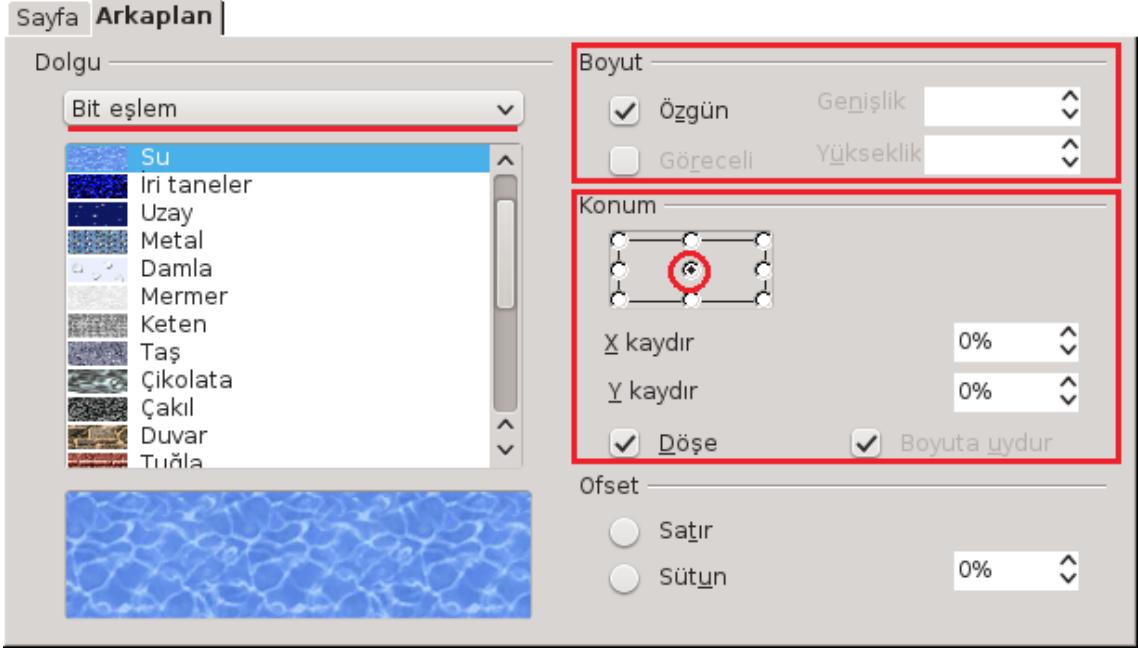 Sayfa Arkaplan
Dolgu
Bit eşlem
Su
İri taneler
Uzay
Metal
Damla
Mermer
Keten
Taş
Çikolata
Çakıl
Duvar
Tuğla
Boyut
Özgün
Genişlik
Göreceli
Yükseklik
Konum
X kaydır 0%
Y kaydır 0%
Döşe
Boyuta uydur
Ofset
Satır
Sütun 0%